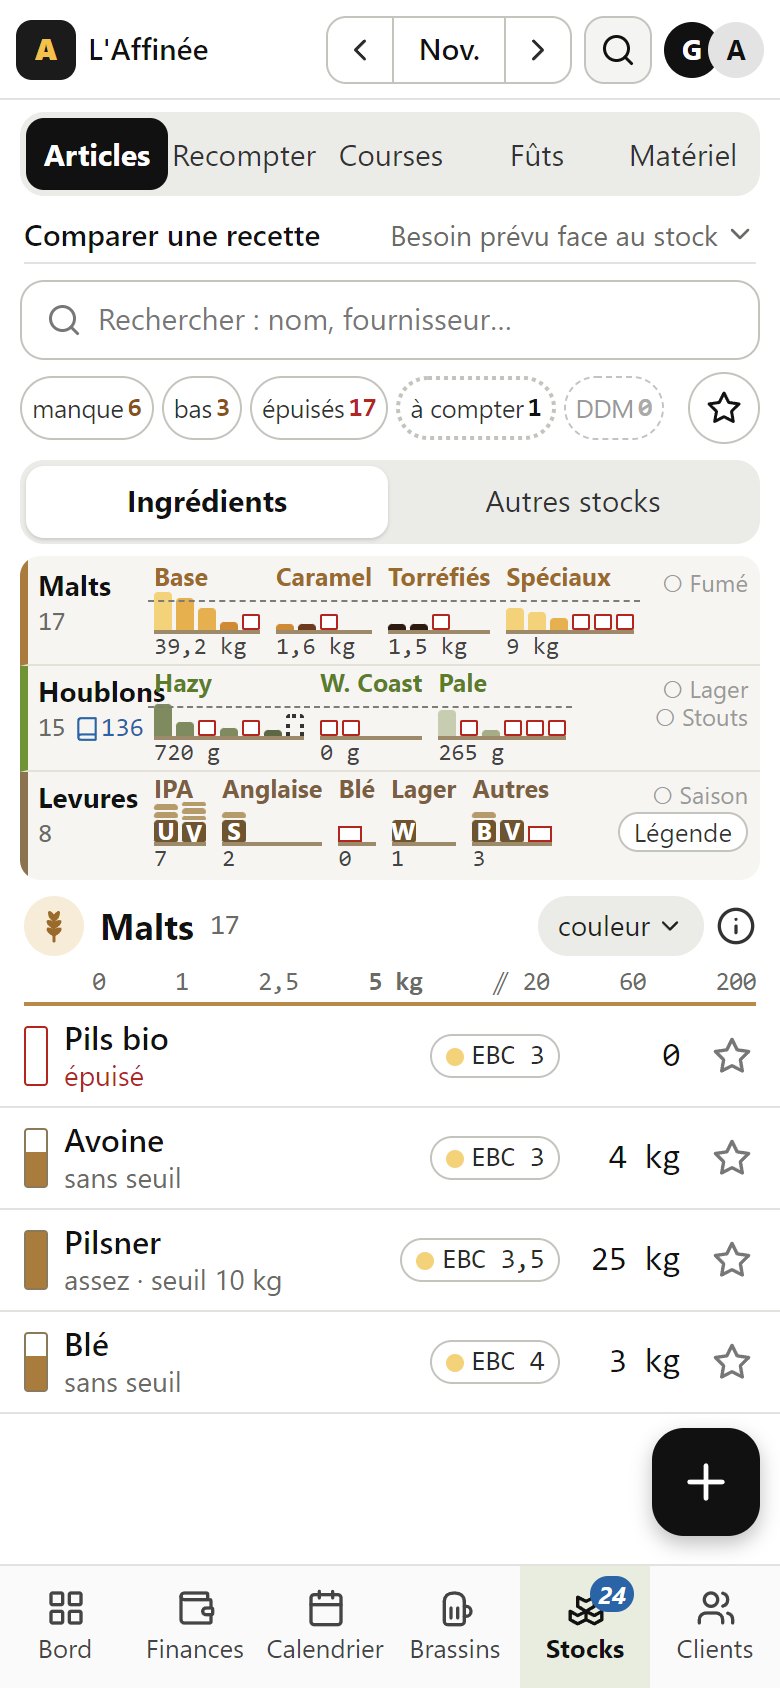 A L'Affinée Nov. G A
Articles Recompter Courses Fûts Matériel
Comparer une recette Besoin prévu face au stock
Rechercher : nom, fournisseur...
manque 6 bas 3 épuisés 17 à compter 1 DDM 0
Ingrédients Autres stocks
Malts Base Caramel Torréfiés Spéciaux Fumé
17 39,2 kg 1,6 kg 1,5 kg 9 kg
Houblons Hazy W. Coast Pale Lager
15 136 Stouts
720 g 0 g 265 g
Levures IPA Anglaise Blé Lager Autres Saison
8 U V S W B V Légende
7 2 0 1 3
Malts 17 couleur
0 1 2,5 5 kg // 20 60 200
Pils bio EBC 3 0
épuisé
Avoine EBC 3 4 kg
sans seuil
Pilsner EBC 3,5 25 kg
assez · seuil 10 kg
Blé EBC 4 3 kg
sans seuil
24
Bord Finances Calendrier Brassins Stocks Clients